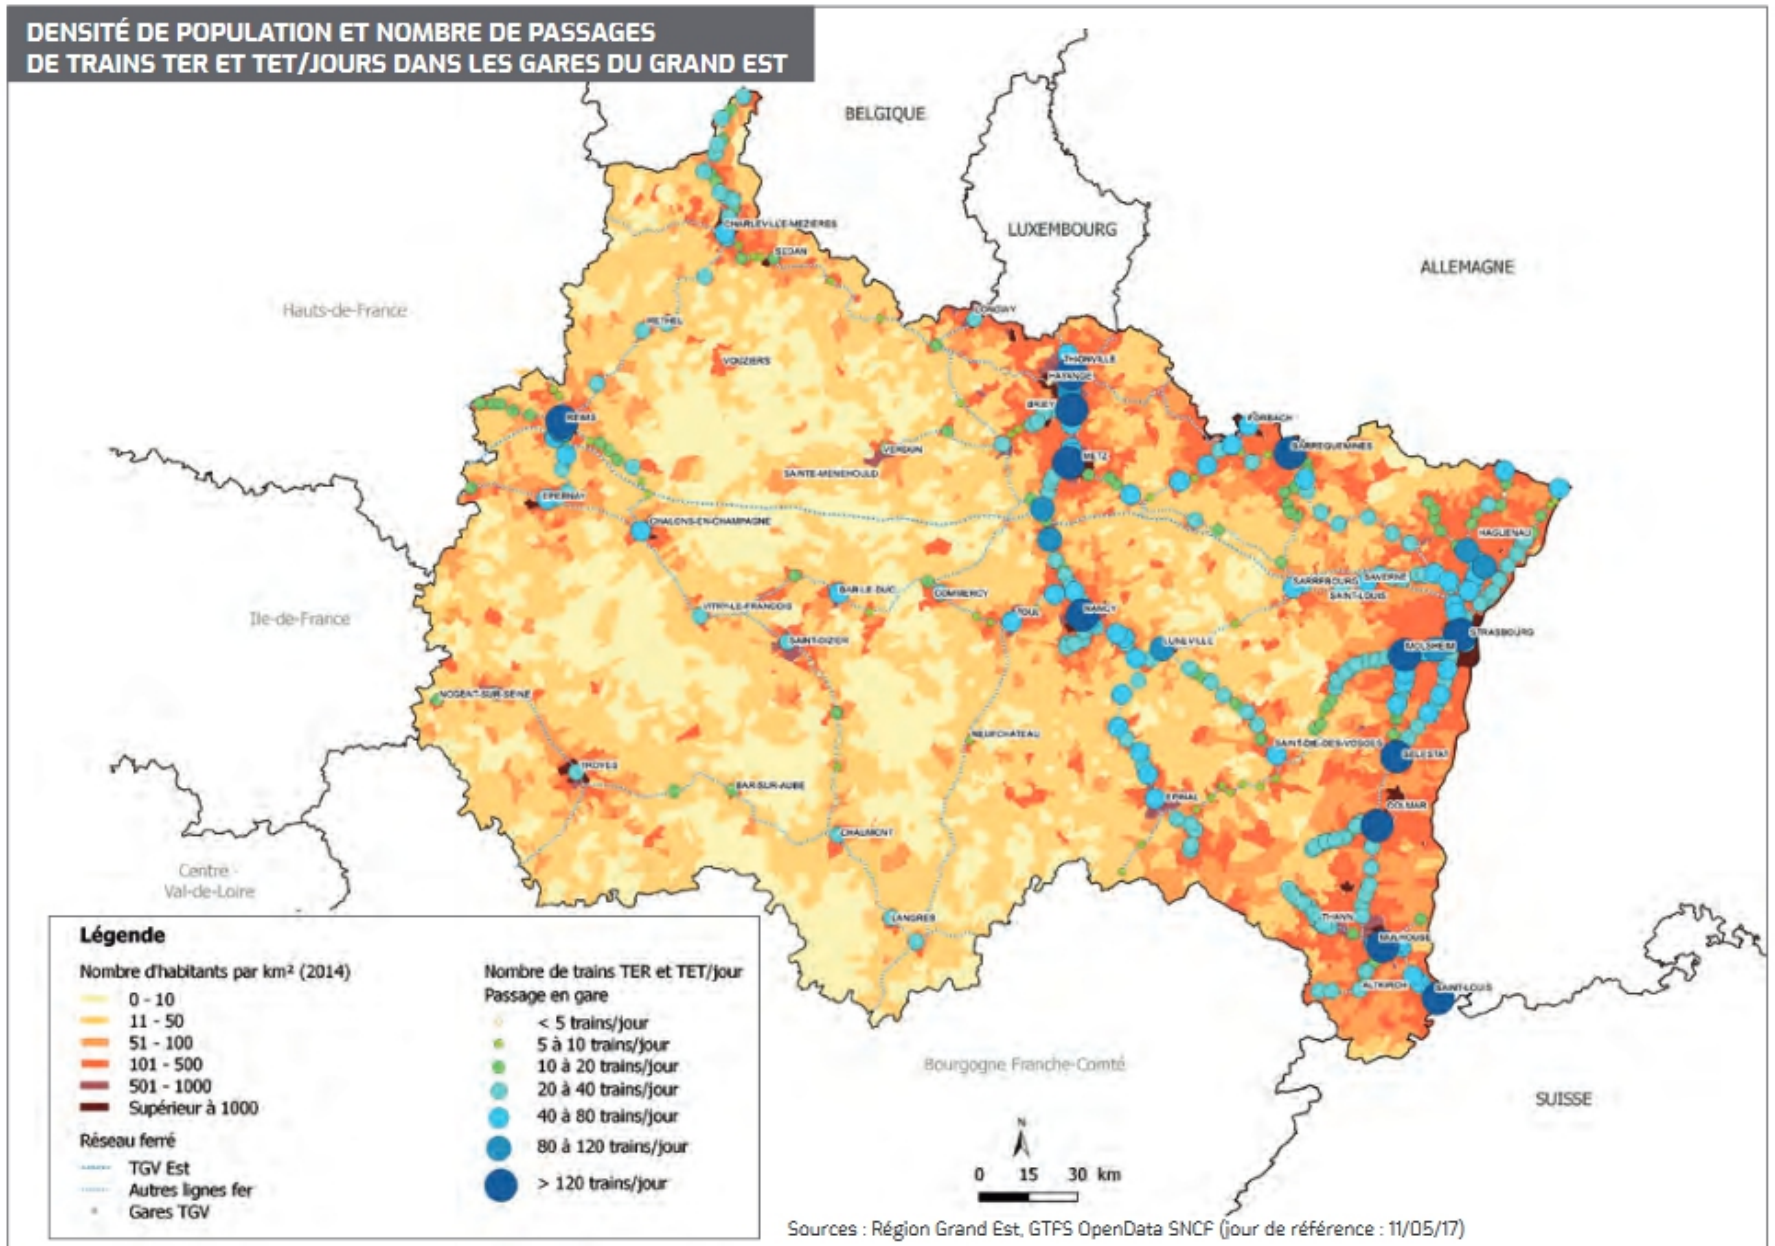 DENSITÉ DE POPULATION ET NOMBRE DE PASSAGES
DE TRAINS TER ET TET/JOURS DANS LES GARES DU GRAND EST
BELGIQUE
LUXEMBOURG
ALLEMAGNE
Hauts-de-France
CHARLEVILLE-MEZIERES
SEDAN
LONGWY
RETHEL
VOUZIERS
THIONVILLE
HAYANGE
BRIEY
REIMS
FORBACH
SARREGUEMINES
VERDUN
METZ
SAINTE-MENEHOULD
EPERNAY
CHALONS-EN-CHAMPAGNE
HAGUENAU
SARREBOURG
SAVERNE
SAINT-LOUIS
BAR-LE-DUC
COMMERCY
VITRY-LE-FRANCOIS
TOUL
NANCY
Ile-de-France
SAINT-DIZIER
LUNEVILLE
STRASBOURG
MOLSHEIM
NOGENT-SUR-SEINE
NEUFCHATEAU
SAINT-DIE-DES-VOSGES
SELESTAT
TROYES
BAR-SUR-AUBE
EPINAL
COLMAR
CHAUMONT
Centre -
Val-de-Loire
LANGRES
THANN
MULHOUSE
ALTKIRCH
SAINT-LOUIS
Bourgogne Franche-Comté
SUISSE
Légende
Nombre d'habitants par km² (2014)
0 - 10
11 - 50
51 - 100
101 - 500
501 - 1000
Supérieur à 1000
Réseau ferré
TGV Est
Autres lignes fer
Gares TGV
Nombre de trains TER et TET/jour
Passage en gare
< 5 trains/jour
5 à 10 trains/jour
10 à 20 trains/jour
20 à 40 trains/jour
40 à 80 trains/jour
80 à 120 trains/jour
> 120 trains/jour
N
0 15 30 km
Sources : Région Grand Est, GTFS OpenData SNCF (jour de référence : 11/05/17)